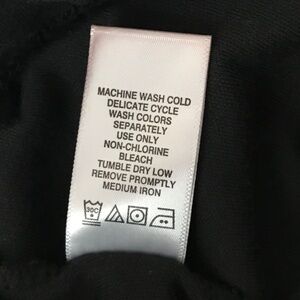 MACHINE WASH COLD
DELICATE CYCLE
WASH COLORS
SEPARATELY
USE ONLY
NON-CHLORINE
BLEACH
TUMBLE DRY LOW
REMOVE PROMPTLY
MEDIUM IRON
30C